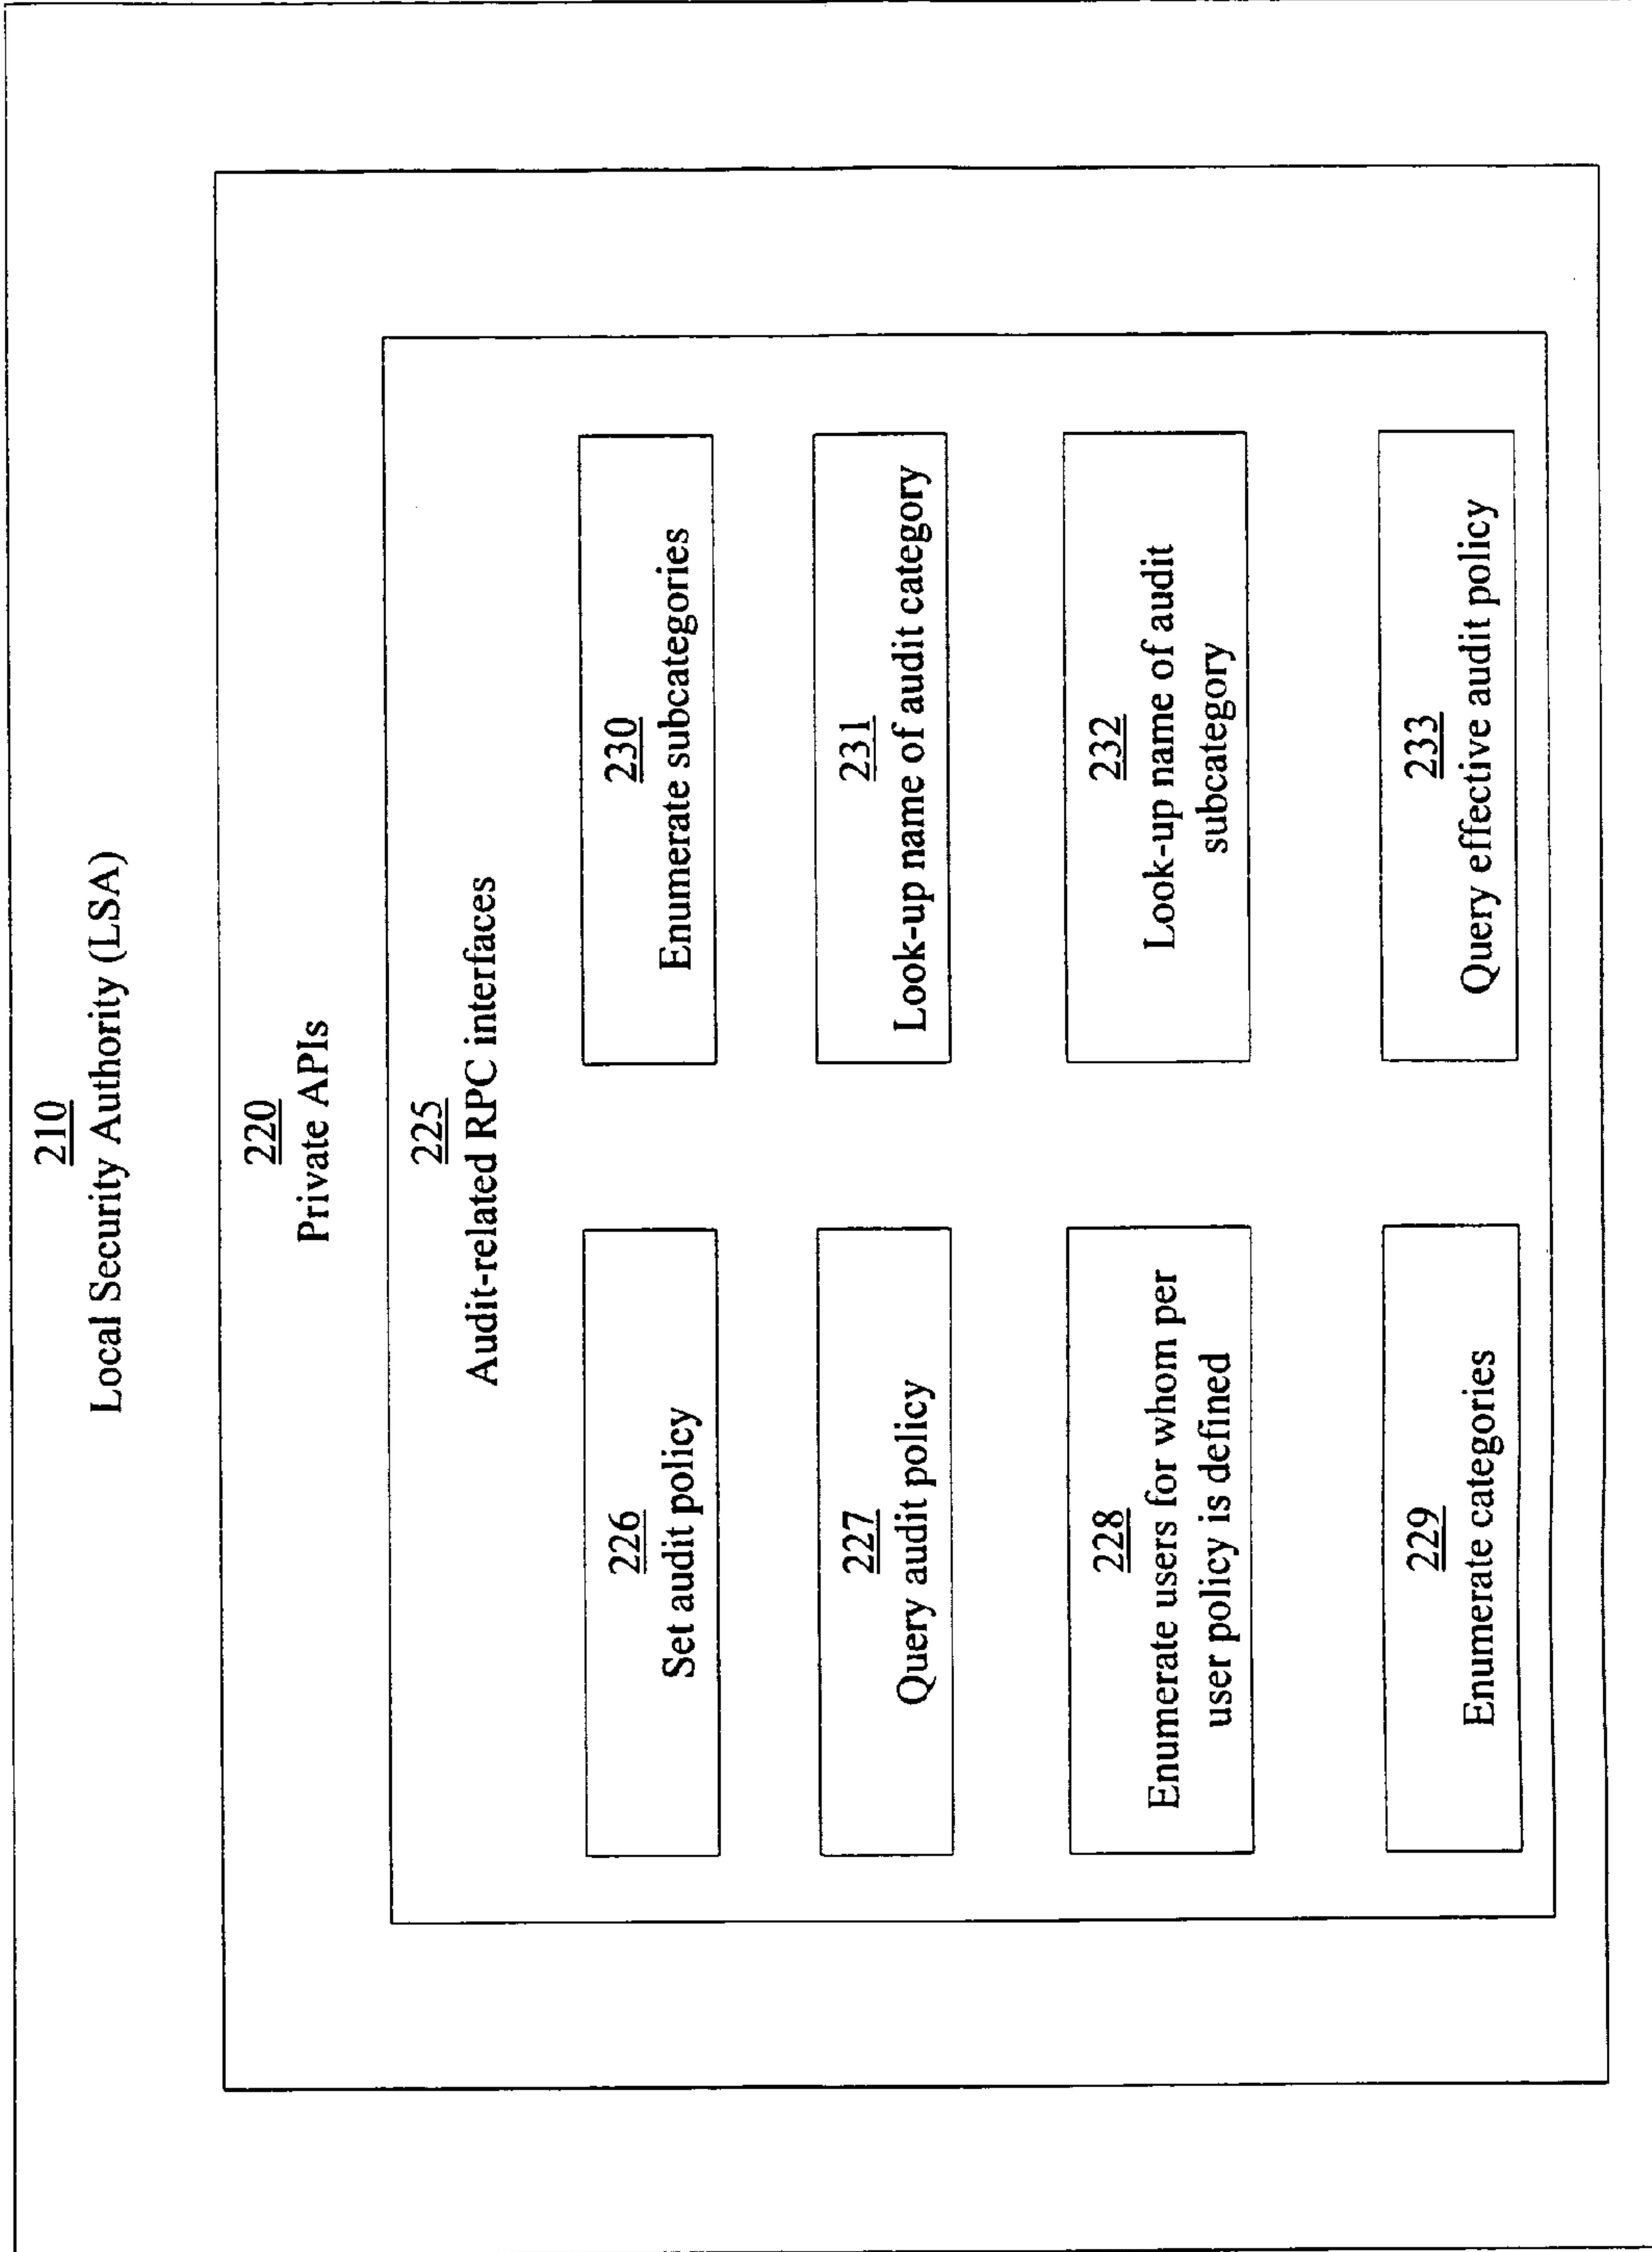 210
Local Security Authority (LSA)
220
Private APIs
225
Audit-related RPC interfaces
226
Set audit policy
227
Query audit policy
228
Enumerate users for whom per
user policy is defined
229
Enumerate categories
230
Enumerate subcategories
231
Look-up name of audit category
232
Look-up name of audit
subcategory
233
Query effective audit policy